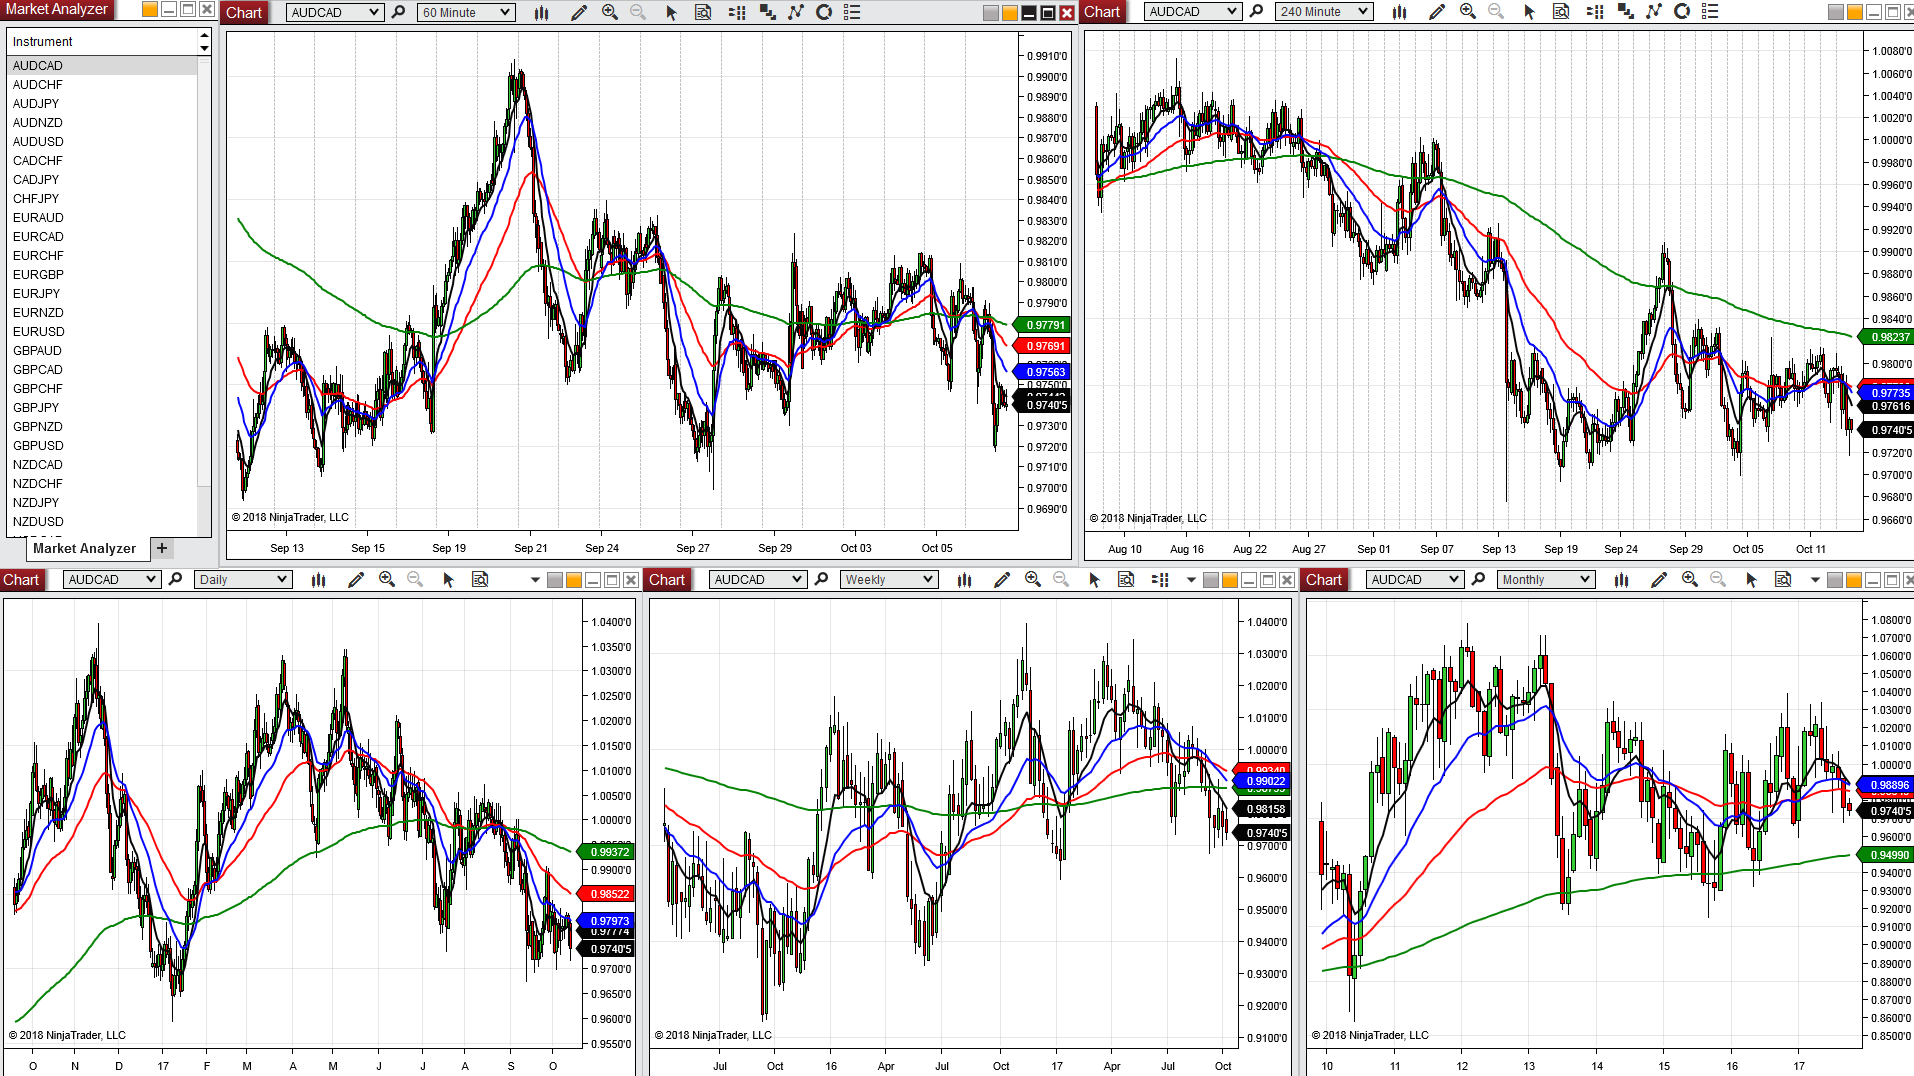 Market Analyzer
Instrument
AUDCAD
AUDCHF
AUDJPY
AUDNZD
AUDUSD
CADCHF
CADJPY
CHFJPY
EURAUD
EURCAD
EURCHF
EURGBP
EURJPY
EURNZD
EURUSD
GBPAUD
GBPCAD
GBPCHF
GBPJPY
GBPNZD
GBPUSD
NZDCAD
NZDCHF
NZDJPY
NZDUSD
Market Analyzer +
Chart AUDCAD 60 Minute
0.9910'0
0.9900'0
0.9890'0
0.9880'0
0.9870'0
0.9860'0
0.9850'0
0.9840'0
0.9830'0
0.9820'0
0.9810'0
0.9800'0
0.9790'0
0.97791
0.97691
0.97563
0.9750'0
0.9740'5
0.9730'0
0.9720'0
0.9710'0
0.9700'0
0.9690'0
© 2018 NinjaTrader, LLC
Sep 13 Sep 15 Sep 19 Sep 21 Sep 24 Sep 27 Sep 29 Oct 03 Oct 05
Chart AUDCAD 240 Minute
1.0080'0
1.0060'0
1.0040'0
1.0020'0
1.0000'0
0.9980'0
0.9960'0
0.9940'0
0.9920'0
0.9900'0
0.9880'0
0.9860'0
0.9840'0
0.98237
0.9800'0
0.97735
0.97616
0.9740'5
0.9720'0
0.9700'0
0.9680'0
0.9660'0
© 2018 NinjaTrader, LLC
Aug 10 Aug 16 Aug 22 Aug 27 Sep 01 Sep 07 Sep 13 Sep 19 Sep 24 Sep 29 Oct 05 Oct 11
Chart AUDCAD Daily
1.0400'0
1.0350'0
1.0300'0
1.0250'0
1.0200'0
1.0150'0
1.0100'0
1.0050'0
1.0000'0
0.99372
0.9900'0
0.98522
0.97973
0.97774
0.9740'5
0.9700'0
0.9650'0
0.9600'0
0.9550'0
© 2018 NinjaTrader, LLC
O N D 17 F M A M J J A S O
Chart AUDCAD Weekly
1.0400'0
1.0300'0
1.0200'0
1.0100'0
1.0000'0
0.99340
0.99022
0.98158
0.9740'5
0.9700'0
0.9600'0
0.9500'0
0.9400'0
0.9300'0
0.9200'0
0.9100'0
© 2018 NinjaTrader, LLC
Jul Oct 16 Apr Jul Oct 17 Apr Jul Oct
Chart AUDCAD Monthly
1.0800'0
1.0700'0
1.0600'0
1.0500'0
1.0400'0
1.0300'0
1.0200'0
1.0100'0
1.0000'0
0.98896
0.9740'5
0.9700'0
0.9600'0
0.94990
0.9400'0
0.9300'0
0.9200'0
0.9100'0
0.9000'0
0.8900'0
0.8800'0
0.8700'0
0.8600'0
0.8500'0
© 2018 NinjaTrader, LLC
10 11 12 13 14 15 16 17